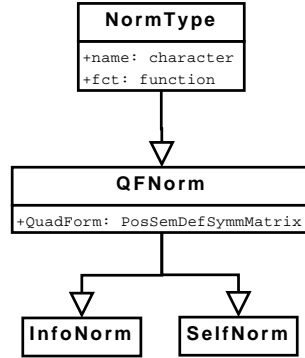 NormType
+name: character
+fct: function
QFNorm
+QuadForm: PosSemDefSymmMatrix
InfoNorm
SelfNorm